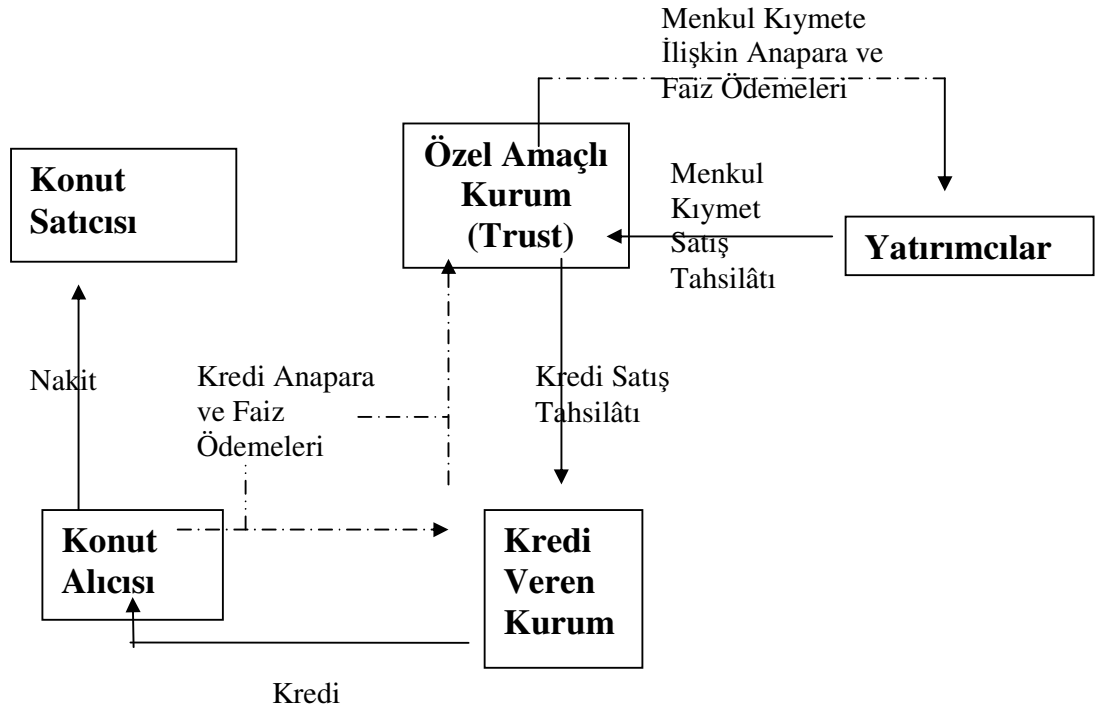 Menkul Kıymete
İlişkin Anapara ve
Faiz Ödemeleri
Özel Amaçlı
Kurum
(Trust)
Konut
Satıcısı
Menkul
Kıymet
Satış
Tahsilâtı
Yatırımcılar
Nakit
Kredi Anapara
ve Faiz
Ödemeleri
Kredi Satış
Tahsilâtı
Konut
Alıcısı
Kredi
Veren
Kurum
Kredi